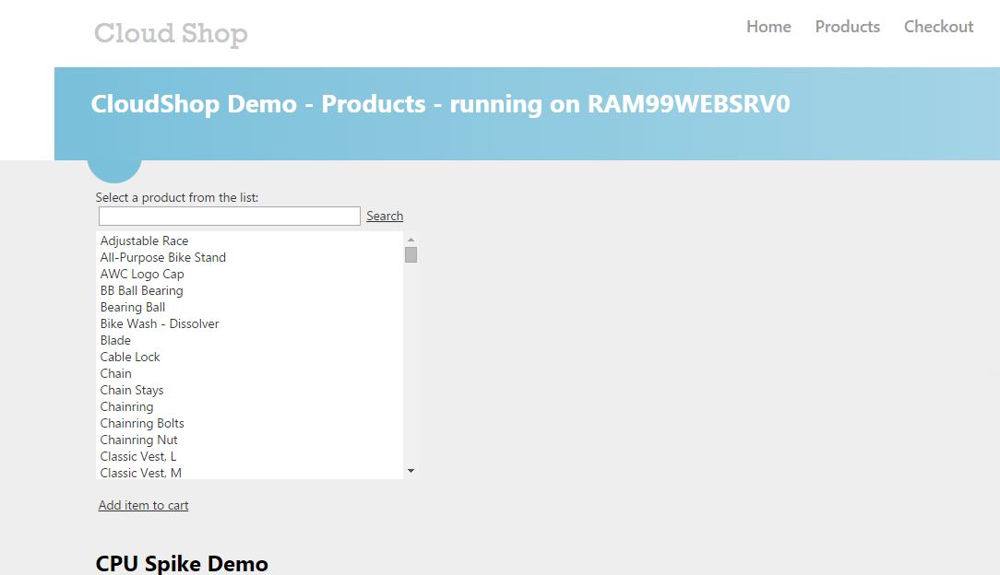 Cloud Shop
Home Products Checkout
CloudShop Demo - Products - running on RAM99WEBSRV0
Select a product from the list:
Search
Adjustable Race
All-Purpose Bike Stand
AWC Logo Cap
BB Ball Bearing
Bearing Ball
Bike Wash - Dissolver
Blade
Cable Lock
Chain
Chain Stays
Chainring
Chainring Bolts
Chainring Nut
Classic Vest, L
Classic Vest, M
Add item to cart
CPU Spike Demo